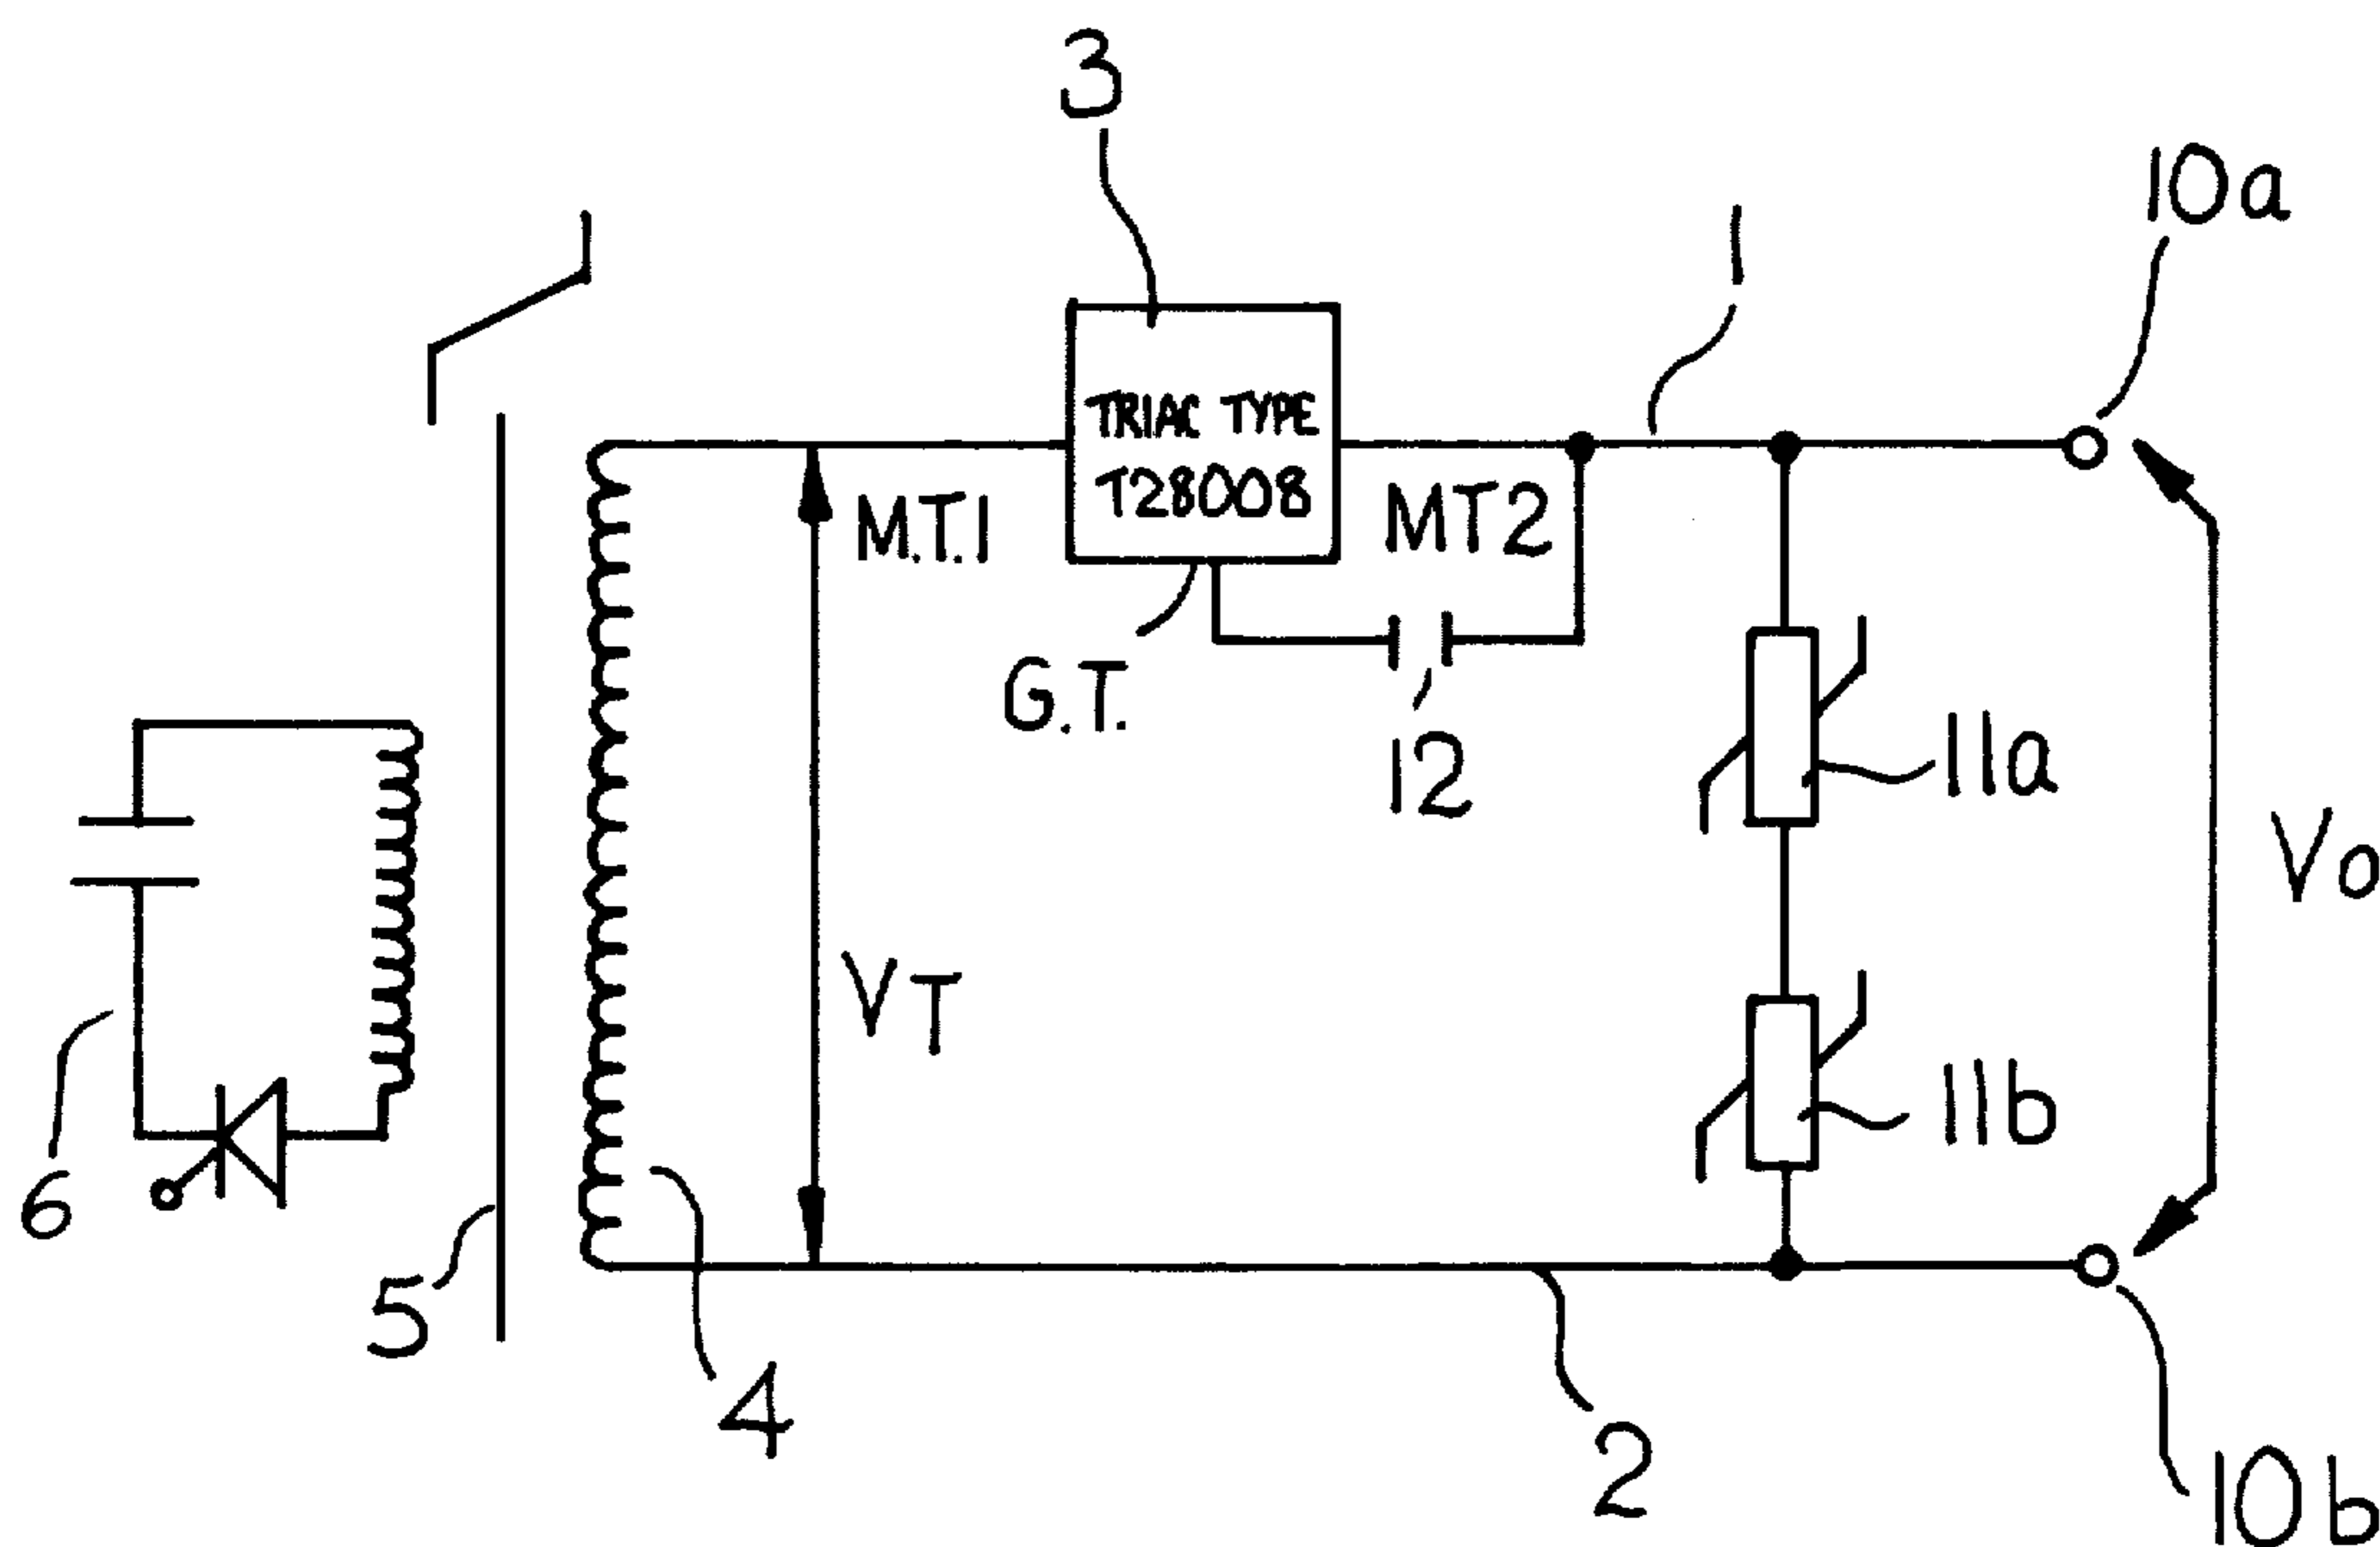 3
10a
1
TRIAC TYPE
T28008
M.T.1
MT2
G.T.
12
11a
Vo
VT
6
11b
5
4
2
10b